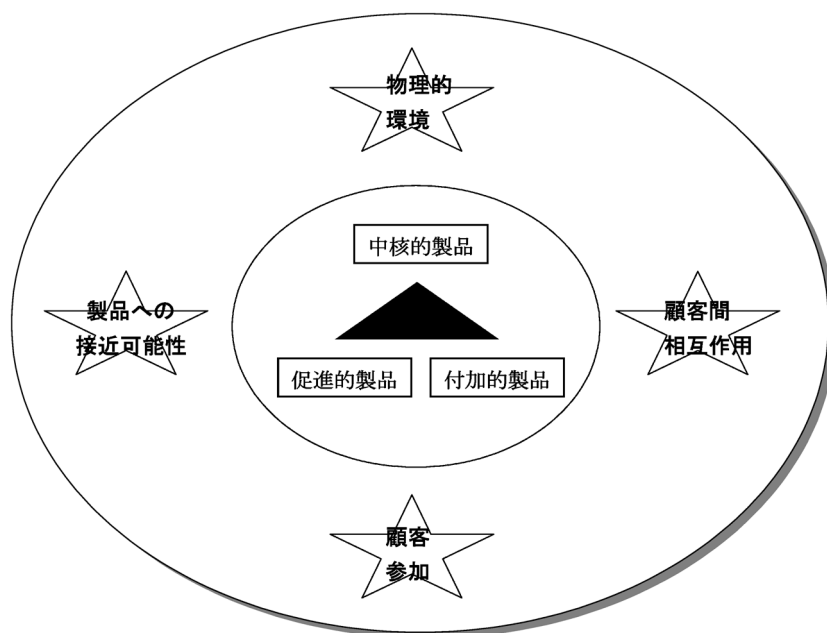 物理的
環境
中核的製品
製品への
接近可能性
顧客間
相互作用
促進的製品
付加的製品
顧客
参加